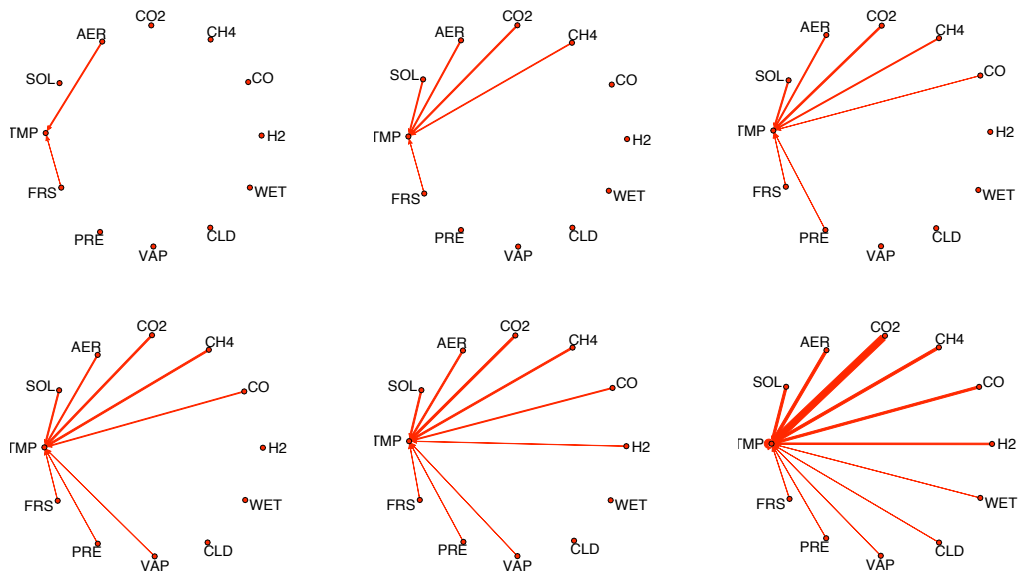 CO2
AER
CH4
SOL
CO
TMP
H2
FRS
WET
PRE
CLD
VAP
CO2
AER
CH4
SOL
CO
TMP
H2
FRS
WET
PRE
CLD
VAP
CO2
AER
CH4
SOL
CO
TMP
H2
FRS
WET
PRE
CLD
VAP
CO2
AER
CH4
SOL
CO
TMP
H2
FRS
WET
PRE
CLD
VAP
CO2
AER
CH4
SOL
CO
TMP
H2
FRS
WET
PRE
CLD
VAP
CO2
AER
CH4
SOL
CO
TMP
H2
FRS
WET
PRE
CLD
VAP